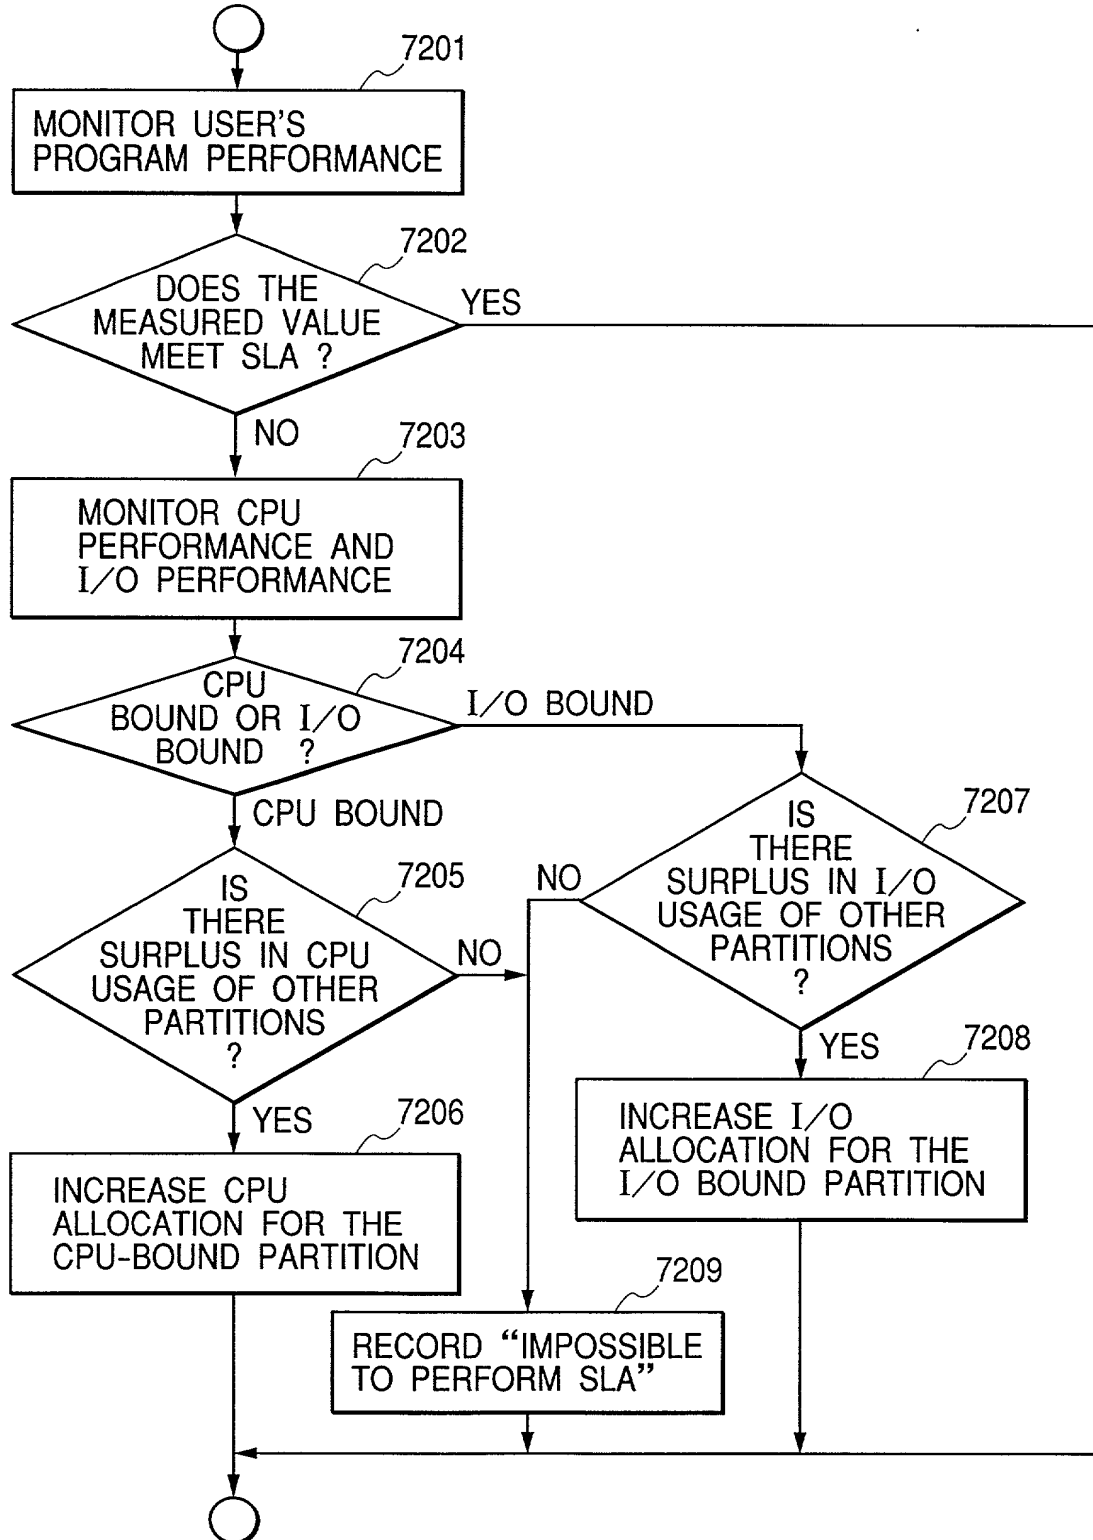 7201
MONITOR USER'S
PROGRAM PERFORMANCE
7202
DOES THE
MEASURED VALUE
MEET SLA ?
YES
NO
7203
MONITOR CPU
PERFORMANCE AND
I/O PERFORMANCE
7204
CPU
BOUND OR I/O
BOUND ?
I/O BOUND
CPU BOUND
7205
IS
THERE
SURPLUS IN CPU
USAGE OF OTHER
PARTITIONS
?
NO
YES
7207
IS
THERE
SURPLUS IN I/O
USAGE OF OTHER
PARTITIONS
?
NO
YES
7206
INCREASE CPU
ALLOCATION FOR THE
CPU-BOUND PARTITION
7208
INCREASE I/O
ALLOCATION FOR THE
I/O BOUND PARTITION
7209
RECORD “IMPOSSIBLE
TO PERFORM SLA”